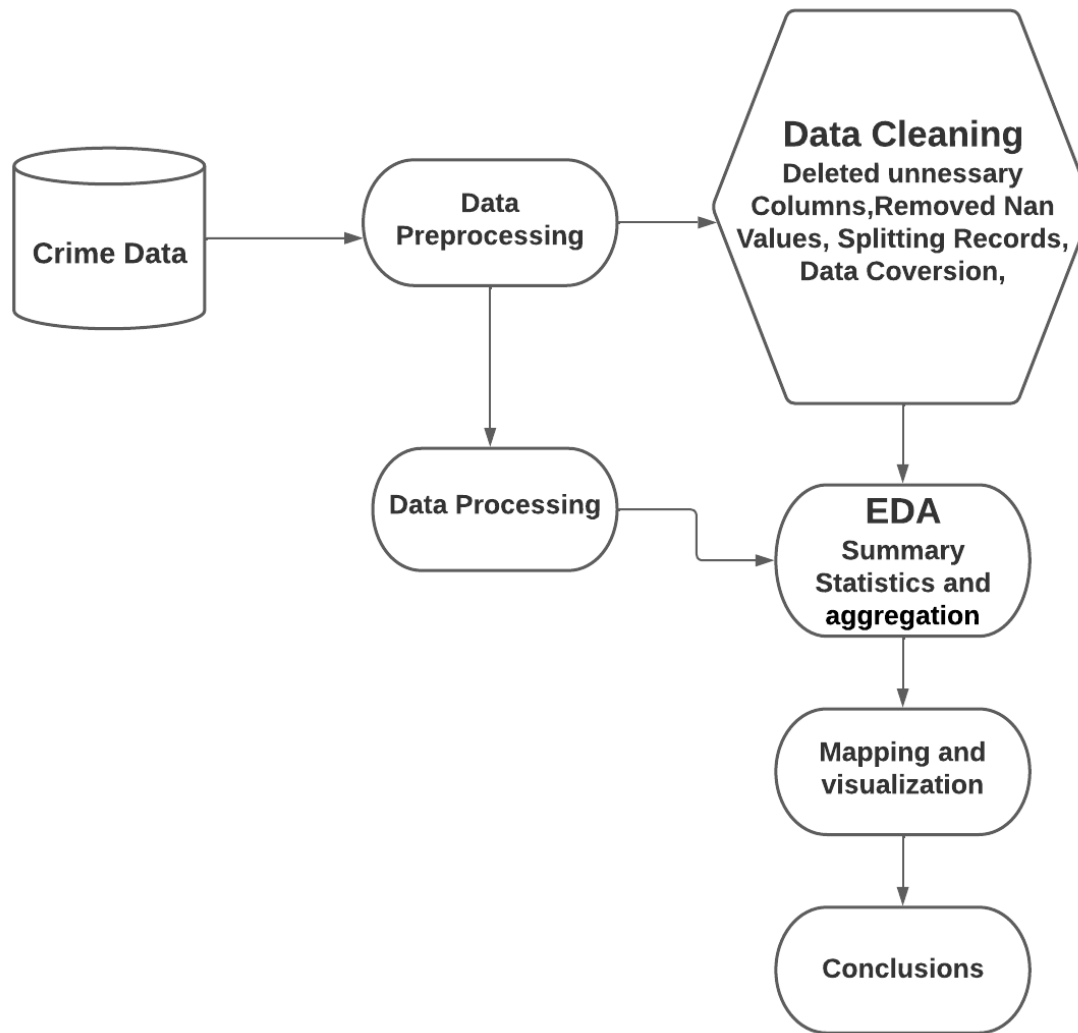 Crime Data
Data
Preprocessing
Data Cleaning
Deleted unnessary
Columns,Removed Nan
Values, Splitting Records,
Data Coversion,
Data Processing
EDA
Summary
Statistics and
aggregation
Mapping and
visualization
Conclusions